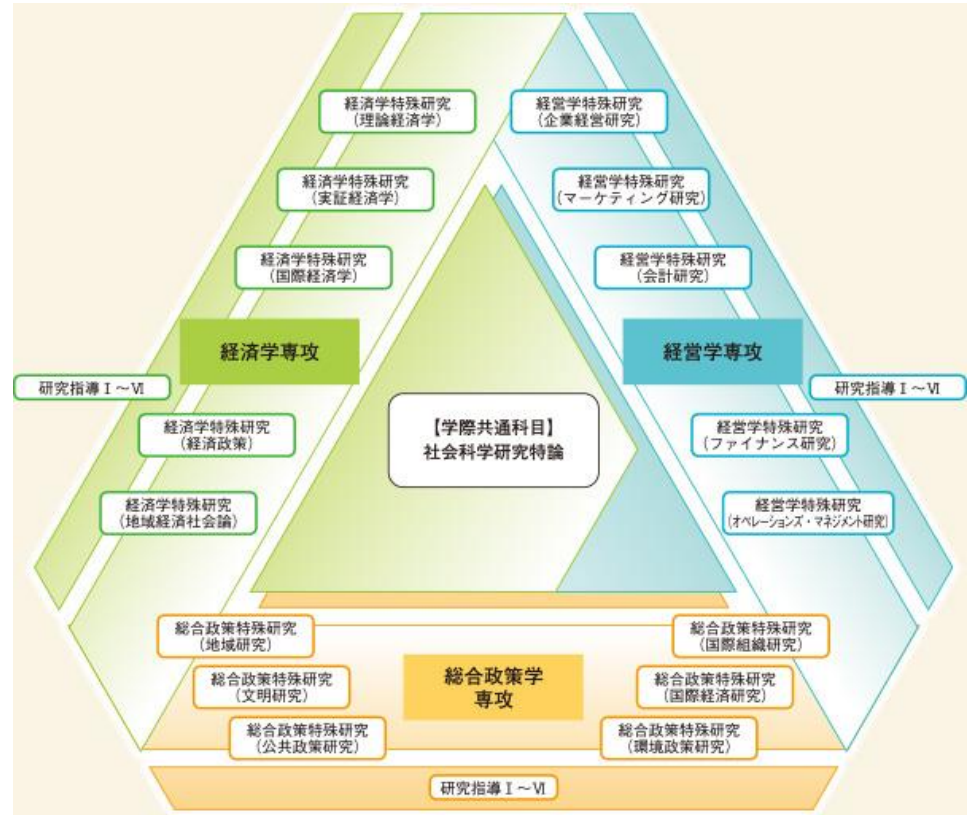 経済学特殊研究
(理論経済学)
経済学特殊研究
(実証経済学)
経済学特殊研究
(国際経済学)
経済学専攻
研究指導Ⅰ～Ⅵ
経済学特殊研究
(経済政策)
経済学特殊研究
(地域経済社会論)
経営学特殊研究
(企業経営研究)
経営学特殊研究
(マーケティング研究)
経営学特殊研究
(会計研究)
経営学専攻
研究指導Ⅰ～Ⅵ
経営学特殊研究
(ファイナンス研究)
経営学特殊研究
(オペレーションズ・マネジメント研究)
【学際共通科目】
社会科学研究特論
総合政策特殊研究
(地域研究)
総合政策特殊研究
(文明研究)
総合政策特殊研究
(公共政策研究)
総合政策学
専攻
総合政策特殊研究
(国際組織研究)
総合政策特殊研究
(国際経済研究)
総合政策特殊研究
(環境政策研究)
研究指導Ⅰ～Ⅵ